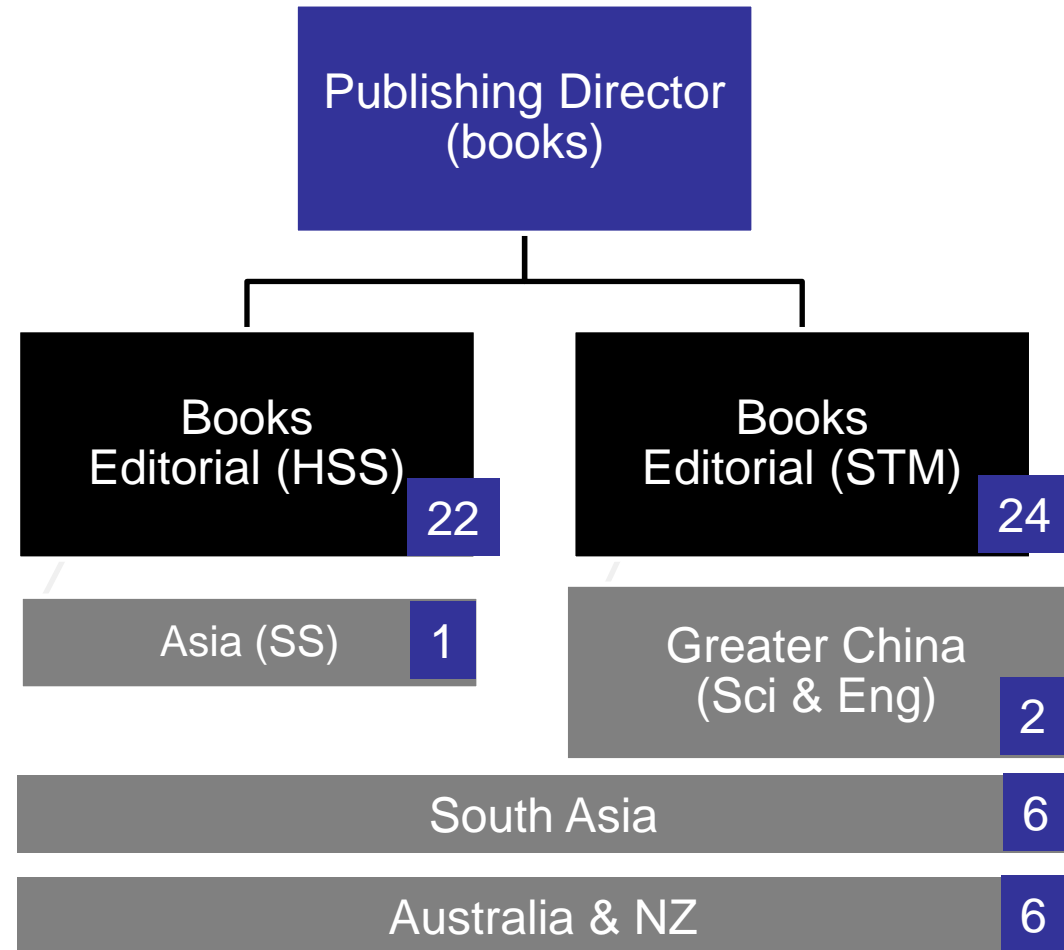 Publishing Director
(books)
Books
Editorial (HSS)
22
Books
Editorial (STM)
24
Asia (SS)
1
Greater China
(Sci & Eng)
2
South Asia
6
Australia & NZ
6